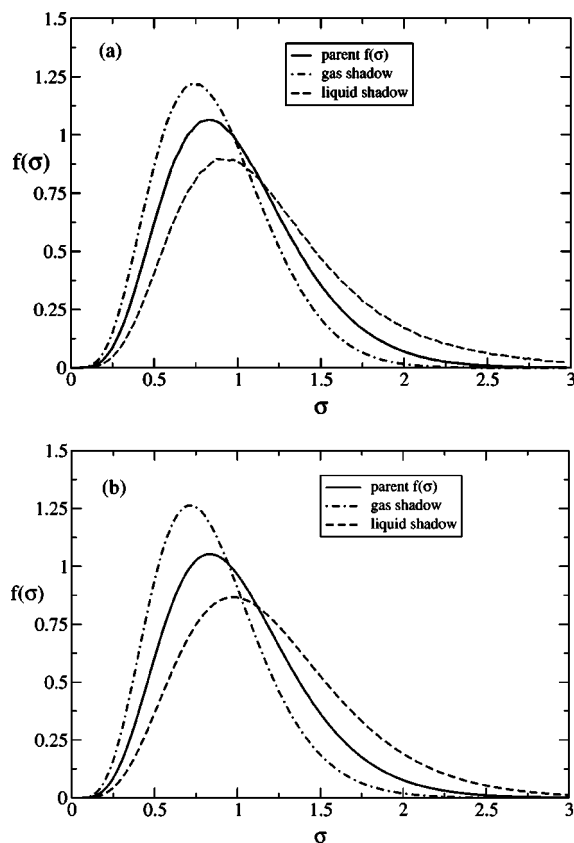 (a)
parent f(σ)
gas shadow
liquid shadow
1.5
1.25
1
0.75
0.5
0.25
0
f(σ)
0 0.5 1 1.5 2 2.5 3
σ
(b)
parent f(σ)
gas shadow
liquid shadow
1.5
1.25
1
0.75
0.5
0.25
0
f(σ)
0 0.5 1 1.5 2 2.5 3
σ